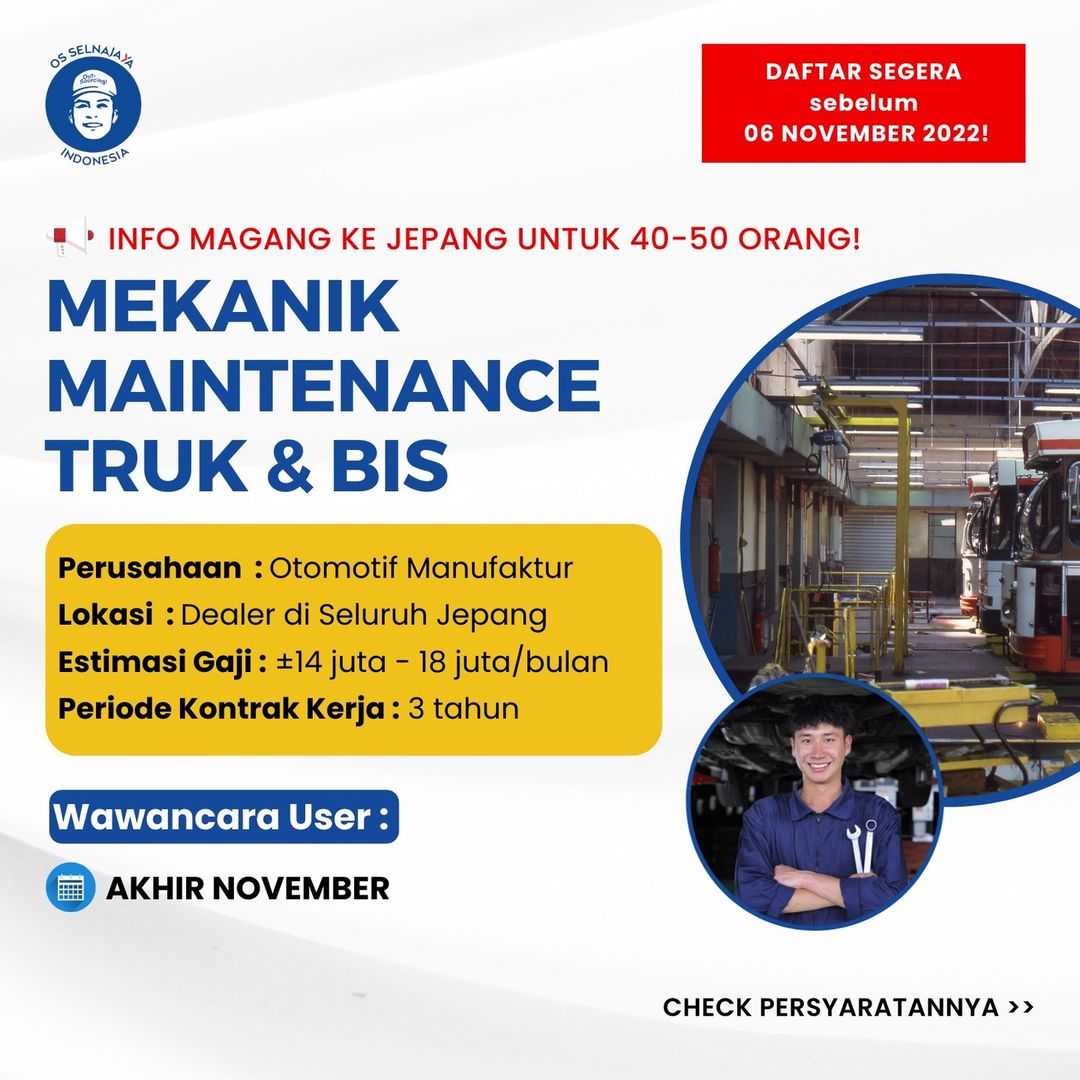 OS SELNAJAYA
OUT-
Sourcing!
INDONESIA
DAFTAR SEGERA
sebelum
06 NOVEMBER 2022!
INFO MAGANG KE JEPANG UNTUK 40-50 ORANG!
MEKANIK
MAINTENANCE
TRUK & BIS
Perusahaan : Otomotif Manufaktur
Lokasi : Dealer di Seluruh Jepang
Estimasi Gaji : ±14 juta - 18 juta/bulan
Periode Kontrak Kerja : 3 tahun
Wawancara User :
AKHIR NOVEMBER
CHECK PERSYARATANNYA >>